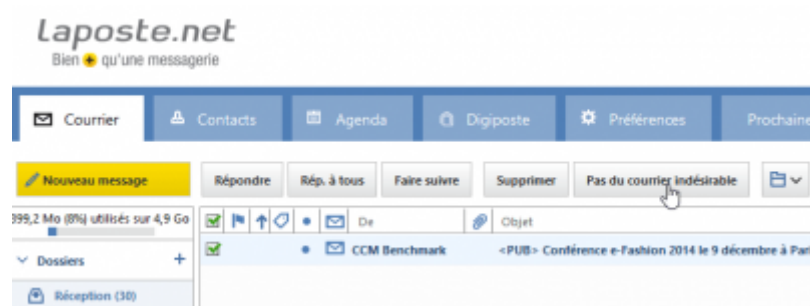 laposte.net
Bien + qu'une messagerie
Courrier Contacts Agenda Digiposte Préférences Prochaine
Nouveau message Répondre Rép. à tous Faire suivre Supprimer Pas du courrier indésirable
399,2 Mo (8%) utilisés sur 4,9 Go De Objet
Dossiers + CCM Benchmark <PUB> Conférence e-Fashion 2014 le 9 décembre à Pari
Réception (30)